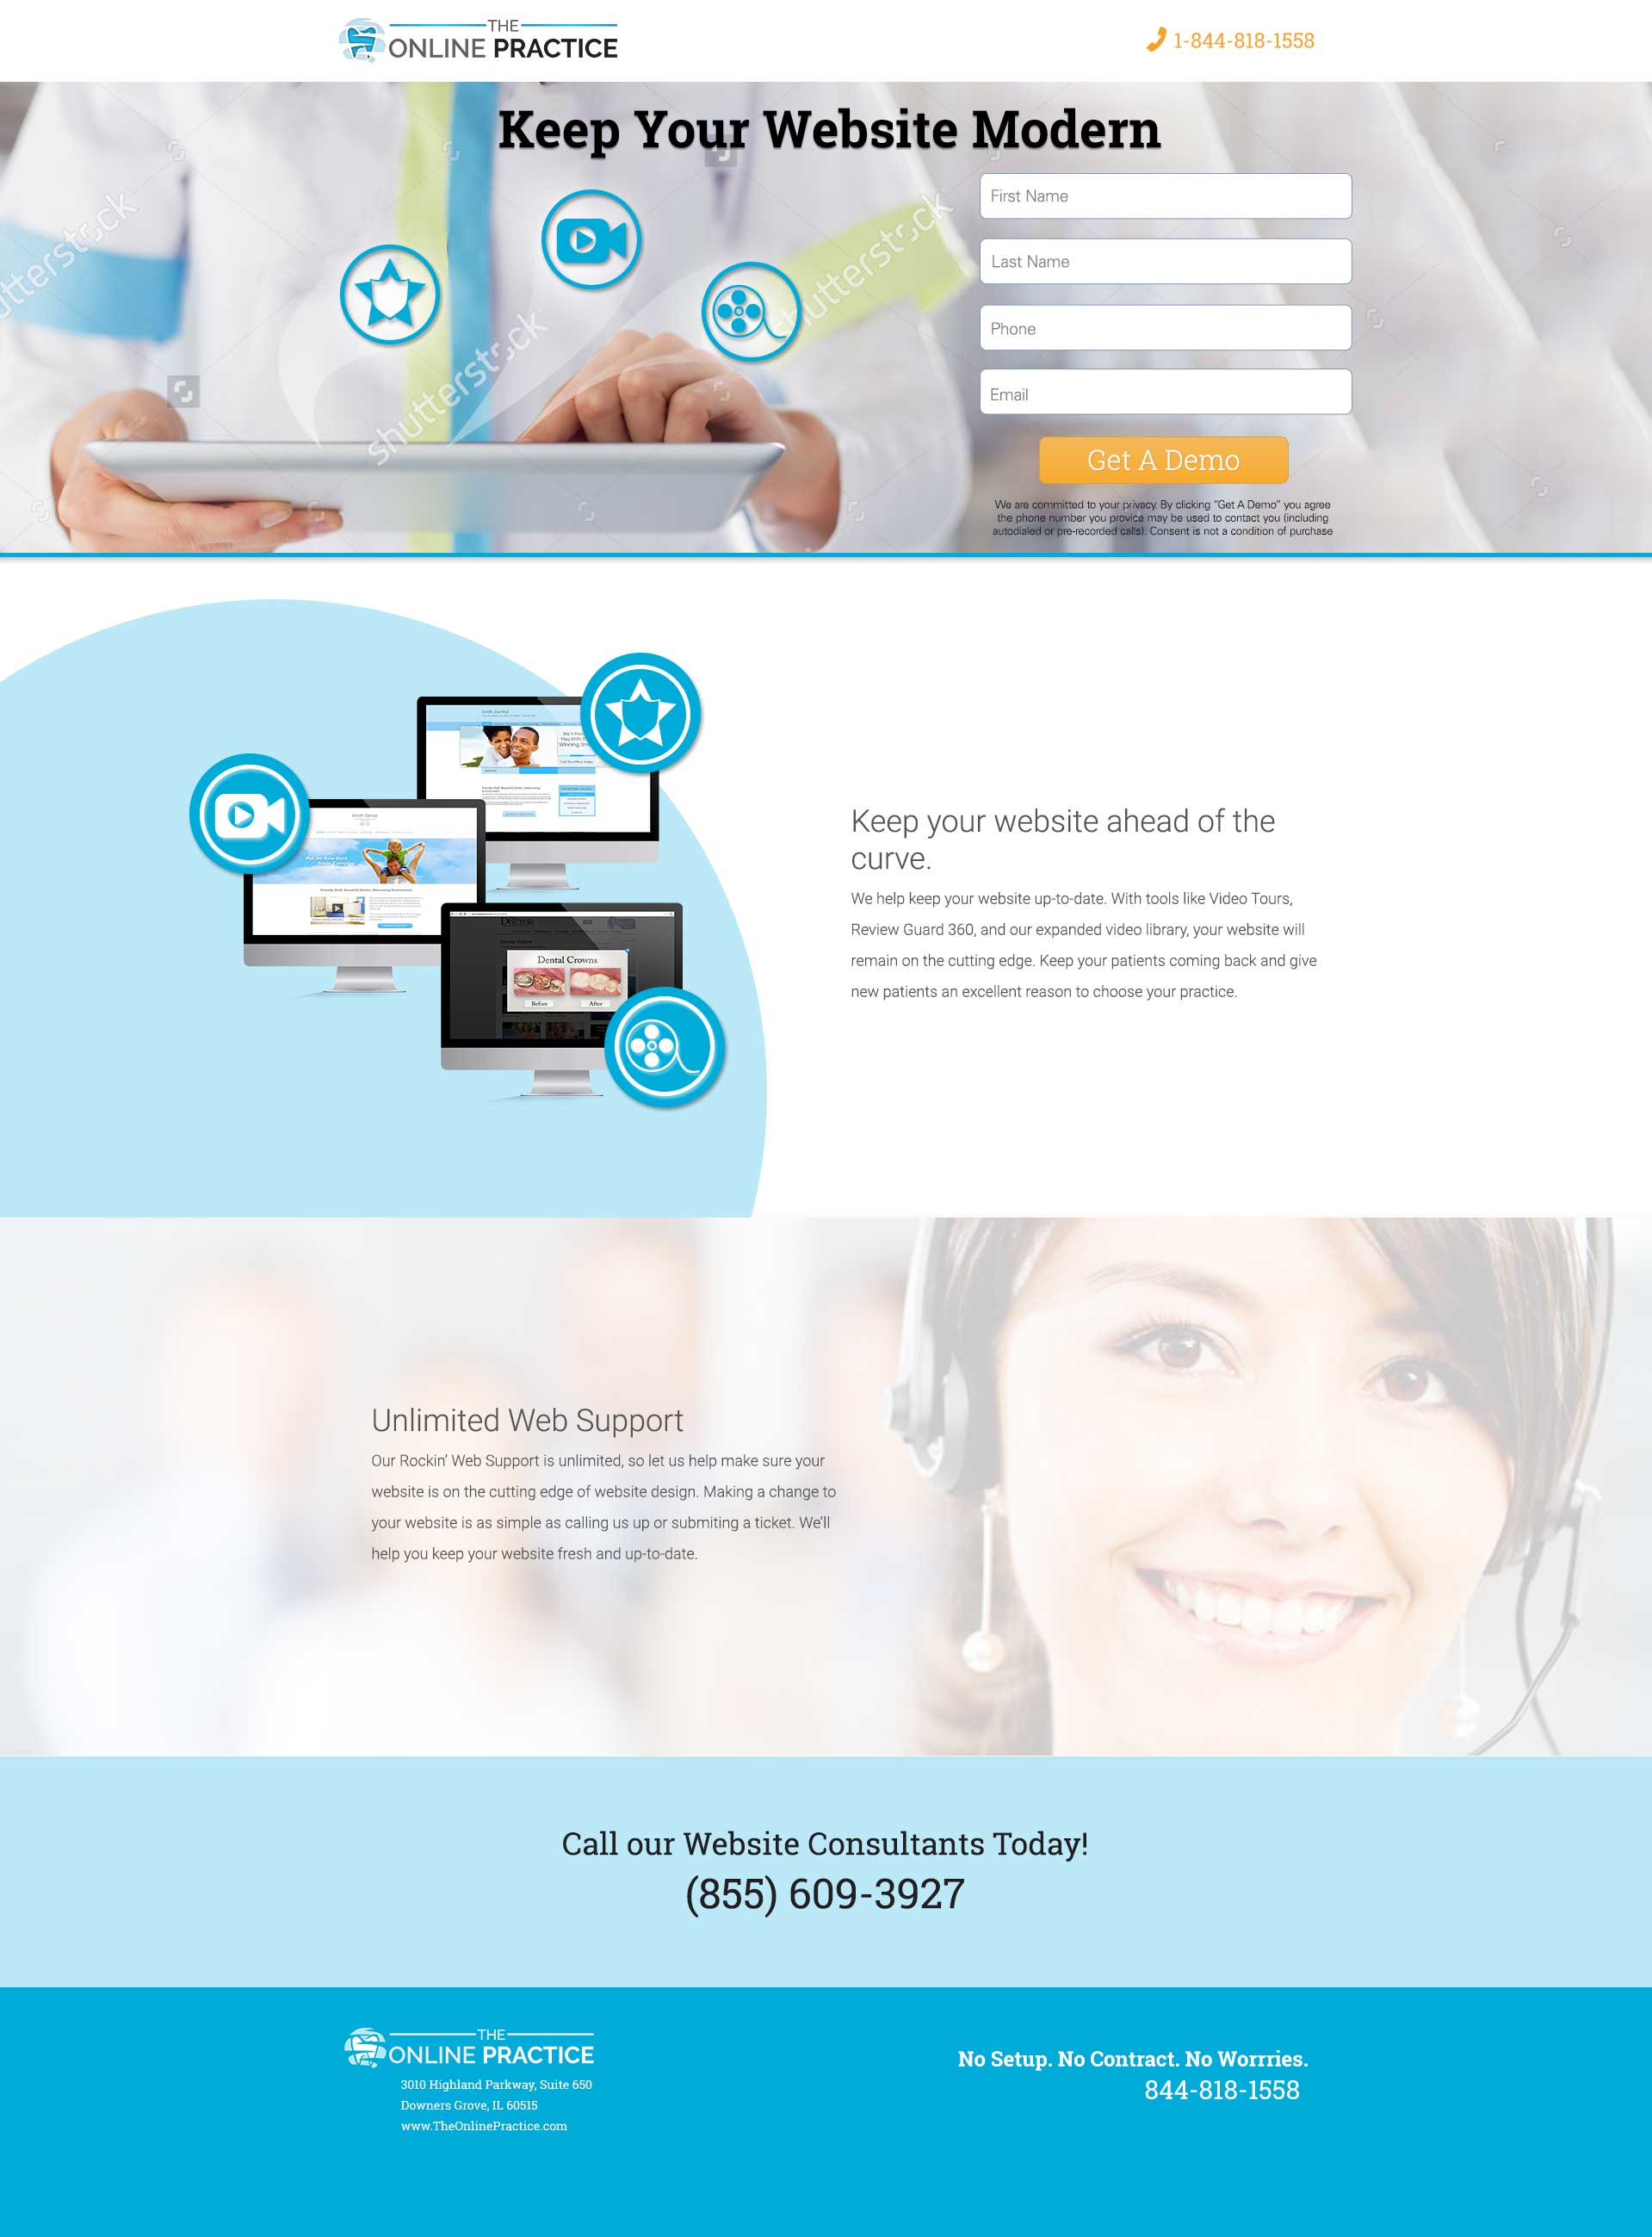 THE
ONLINE PRACTICE
1-844-818-1558
Keep Your Website Modern
First Name
Last Name
Phone
Email
Get A Demo
We are committed to your privacy. By clicking "Get A Demo" you agree
the phone number you provice may be used to contact you (including
autodialed or pre-recorded calls). Consent is not a condition of purchase
shutterstock
shutterstock
shutterstock
Smith Dental
Smith Dental
Dental Crowns
Before
After
Keep your website ahead of the
curve.
We help keep your website up-to-date. With tools like Video Tours,
Review Guard 360, and our expanded video library, your website will
remain on the cutting edge. Keep your patients coming back and give
new patients an excellent reason to choose your practice.
Unlimited Web Support
Our Rockin' Web Support is unlimited, so let us help make sure your
website is on the cutting edge of website design. Making a change to
your website is as simple as calling us up or submiting a ticket. We'll
help you keep your website fresh and up-to-date.
Call our Website Consultants Today!
(855) 609-3927
THE
ONLINE PRACTICE
3010 Highland Parkway, Suite 650
Downers Grove, IL 60515
www.TheOnlinePractice.com
No Setup. No Contract. No Worrries.
844-818-1558